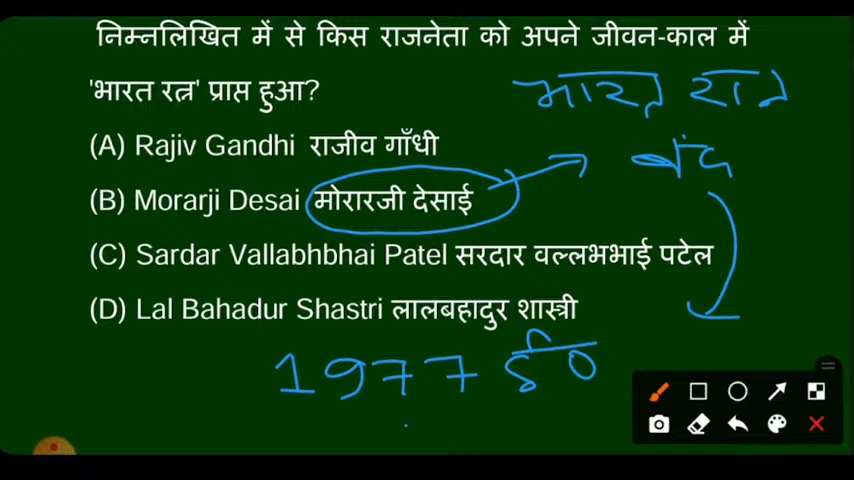 निम्नलिखित में से किस राजनेता को अपने जीवन-काल में
'भारत रत्न' प्राप्त हुआ?
भारत रत्न
(A) Rajiv Gandhi राजीव गाँधी
बंद
(B) Morarji Desai मोरारजी देसाई
(C) Sardar Vallabhbhai Patel सरदार वल्लभभाई पटेल
(D) Lal Bahadur Shastri लालबहादुर शास्त्री
1977 ई०